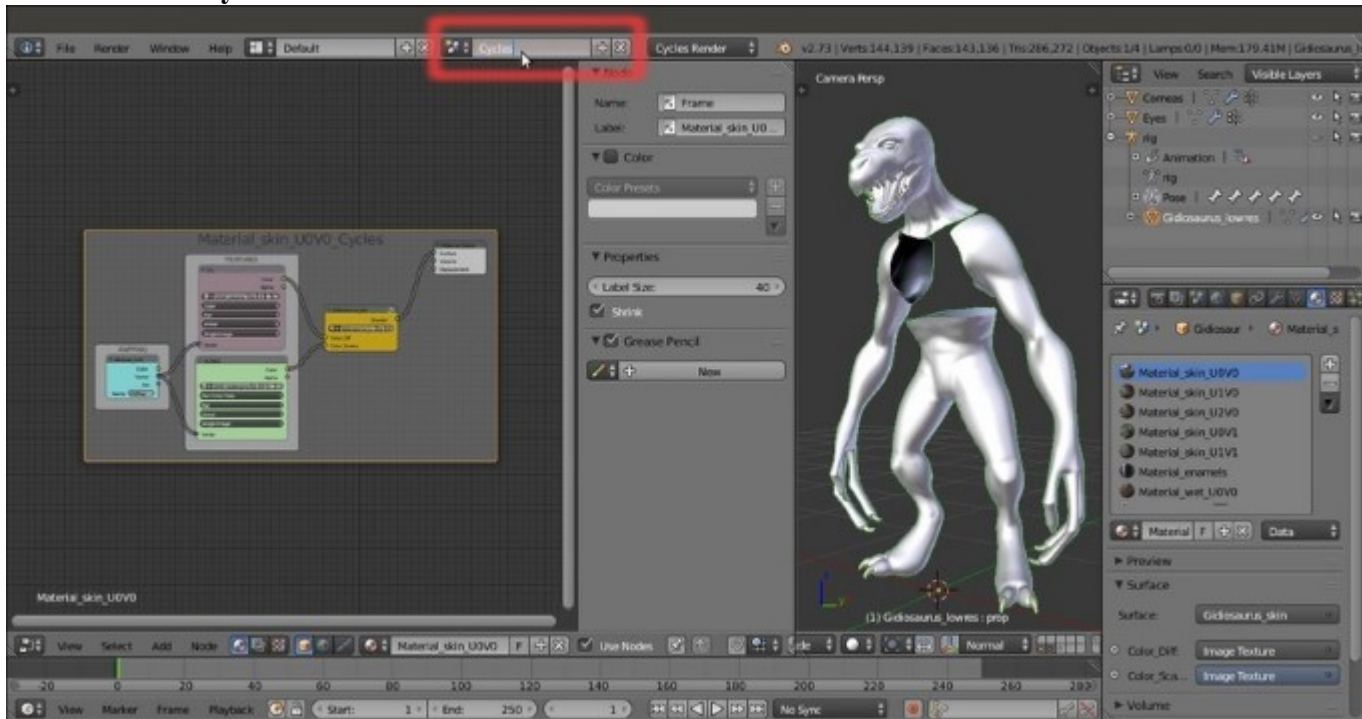 File Render Window Help Default Cycles Cycles Render v2.73 | Verts:144,139 | Faces:143,136 | Tris:286,272 | Objects:1/4 | Lamps:0/0 | Mem:179.41M | Gidiosaurus_l
Node
Name: Frame
Label: Material_skin_U0...
Color
Color Presets
Properties
Label Size: 40
Shrink
Grease Pencil
New
Material_skin_U0V0_Cycles
Material_skin_U0V0
Camera Persp
(1) Gidiosaurus_lowres : prop
View Search Visible Layers
Corneas
Eyes
rig
Animation
rig
Pose
Gidiosaurus_lowres
Gidiosaur Material_s
Material_skin_U0V0
Material_skin_U1V0
Material_skin_U2V0
Material_skin_U0V1
Material_skin_U1V1
Material_enamels
Material_wet_U0V0
Material F Data
Preview
Surface
Surface: Gidiosaurus_skin
Color_Diff: Image Texture
Color_Sca... Image Texture
Volume
View Select Add Node Material_skin_U0V0 F Use Nodes Normal
-20 0 20 40 60 80 100 120 140 160 180 200 220 240 260 280
View Marker Frame Playback Start: 1 End: 250 1 No Sync